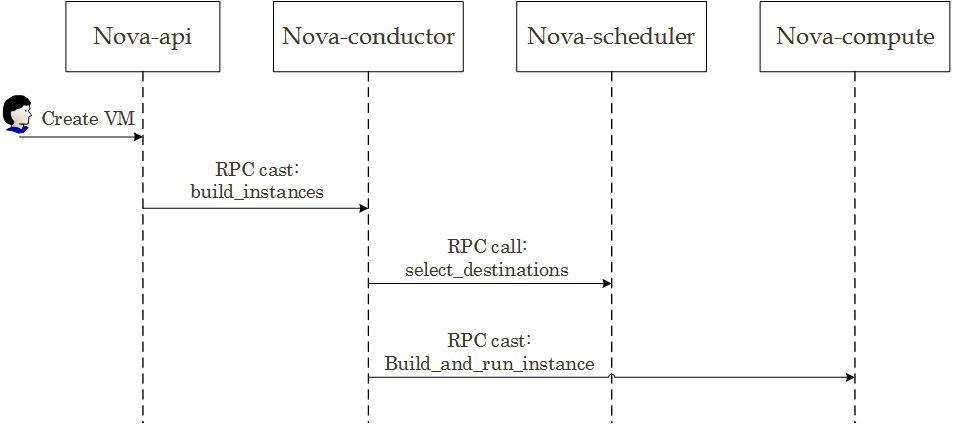 Nova-api
Nova-conductor
Nova-scheduler
Nova-compute
Create VM
RPC cast:
build_instances
RPC call:
select_destinations
RPC cast:
Build_and_run_instance